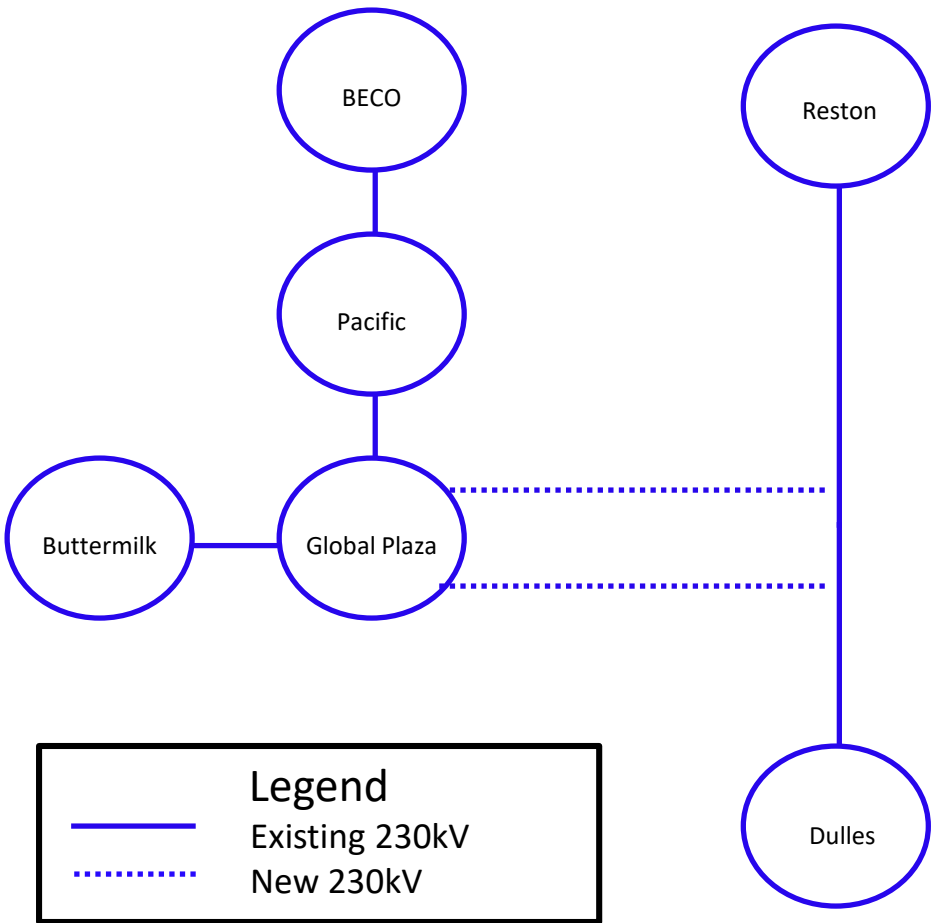 BECO
Reston
Pacific
Buttermilk
Global Plaza
Legend
Existing 230kV
New 230kV
Dulles